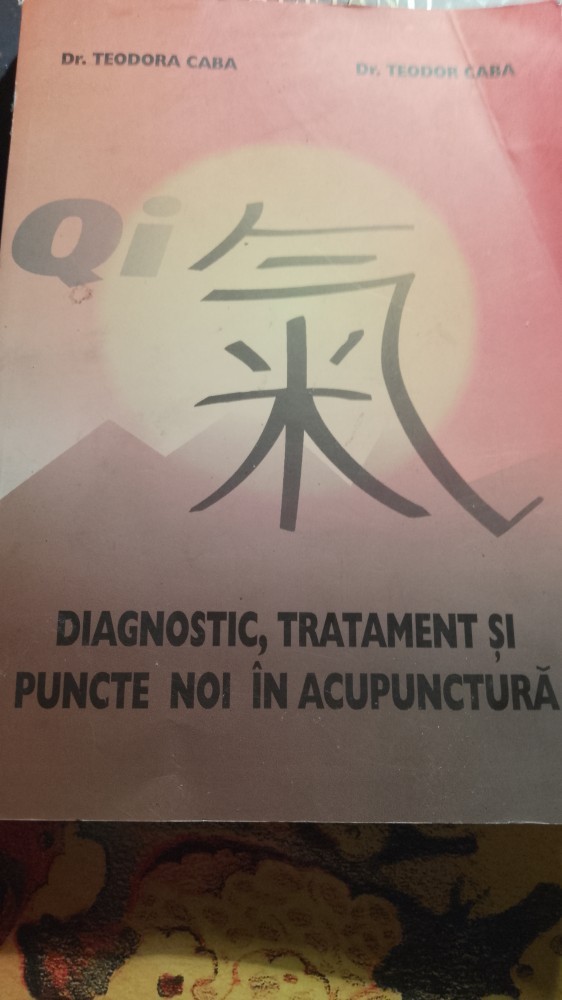 Dr. TEODORA CABA
Dr. TEODOR CABA
Qi
氣
DIAGNOSTIC, TRATAMENT ȘI
PUNCTE NOI ÎN ACUPUNCTURĂ